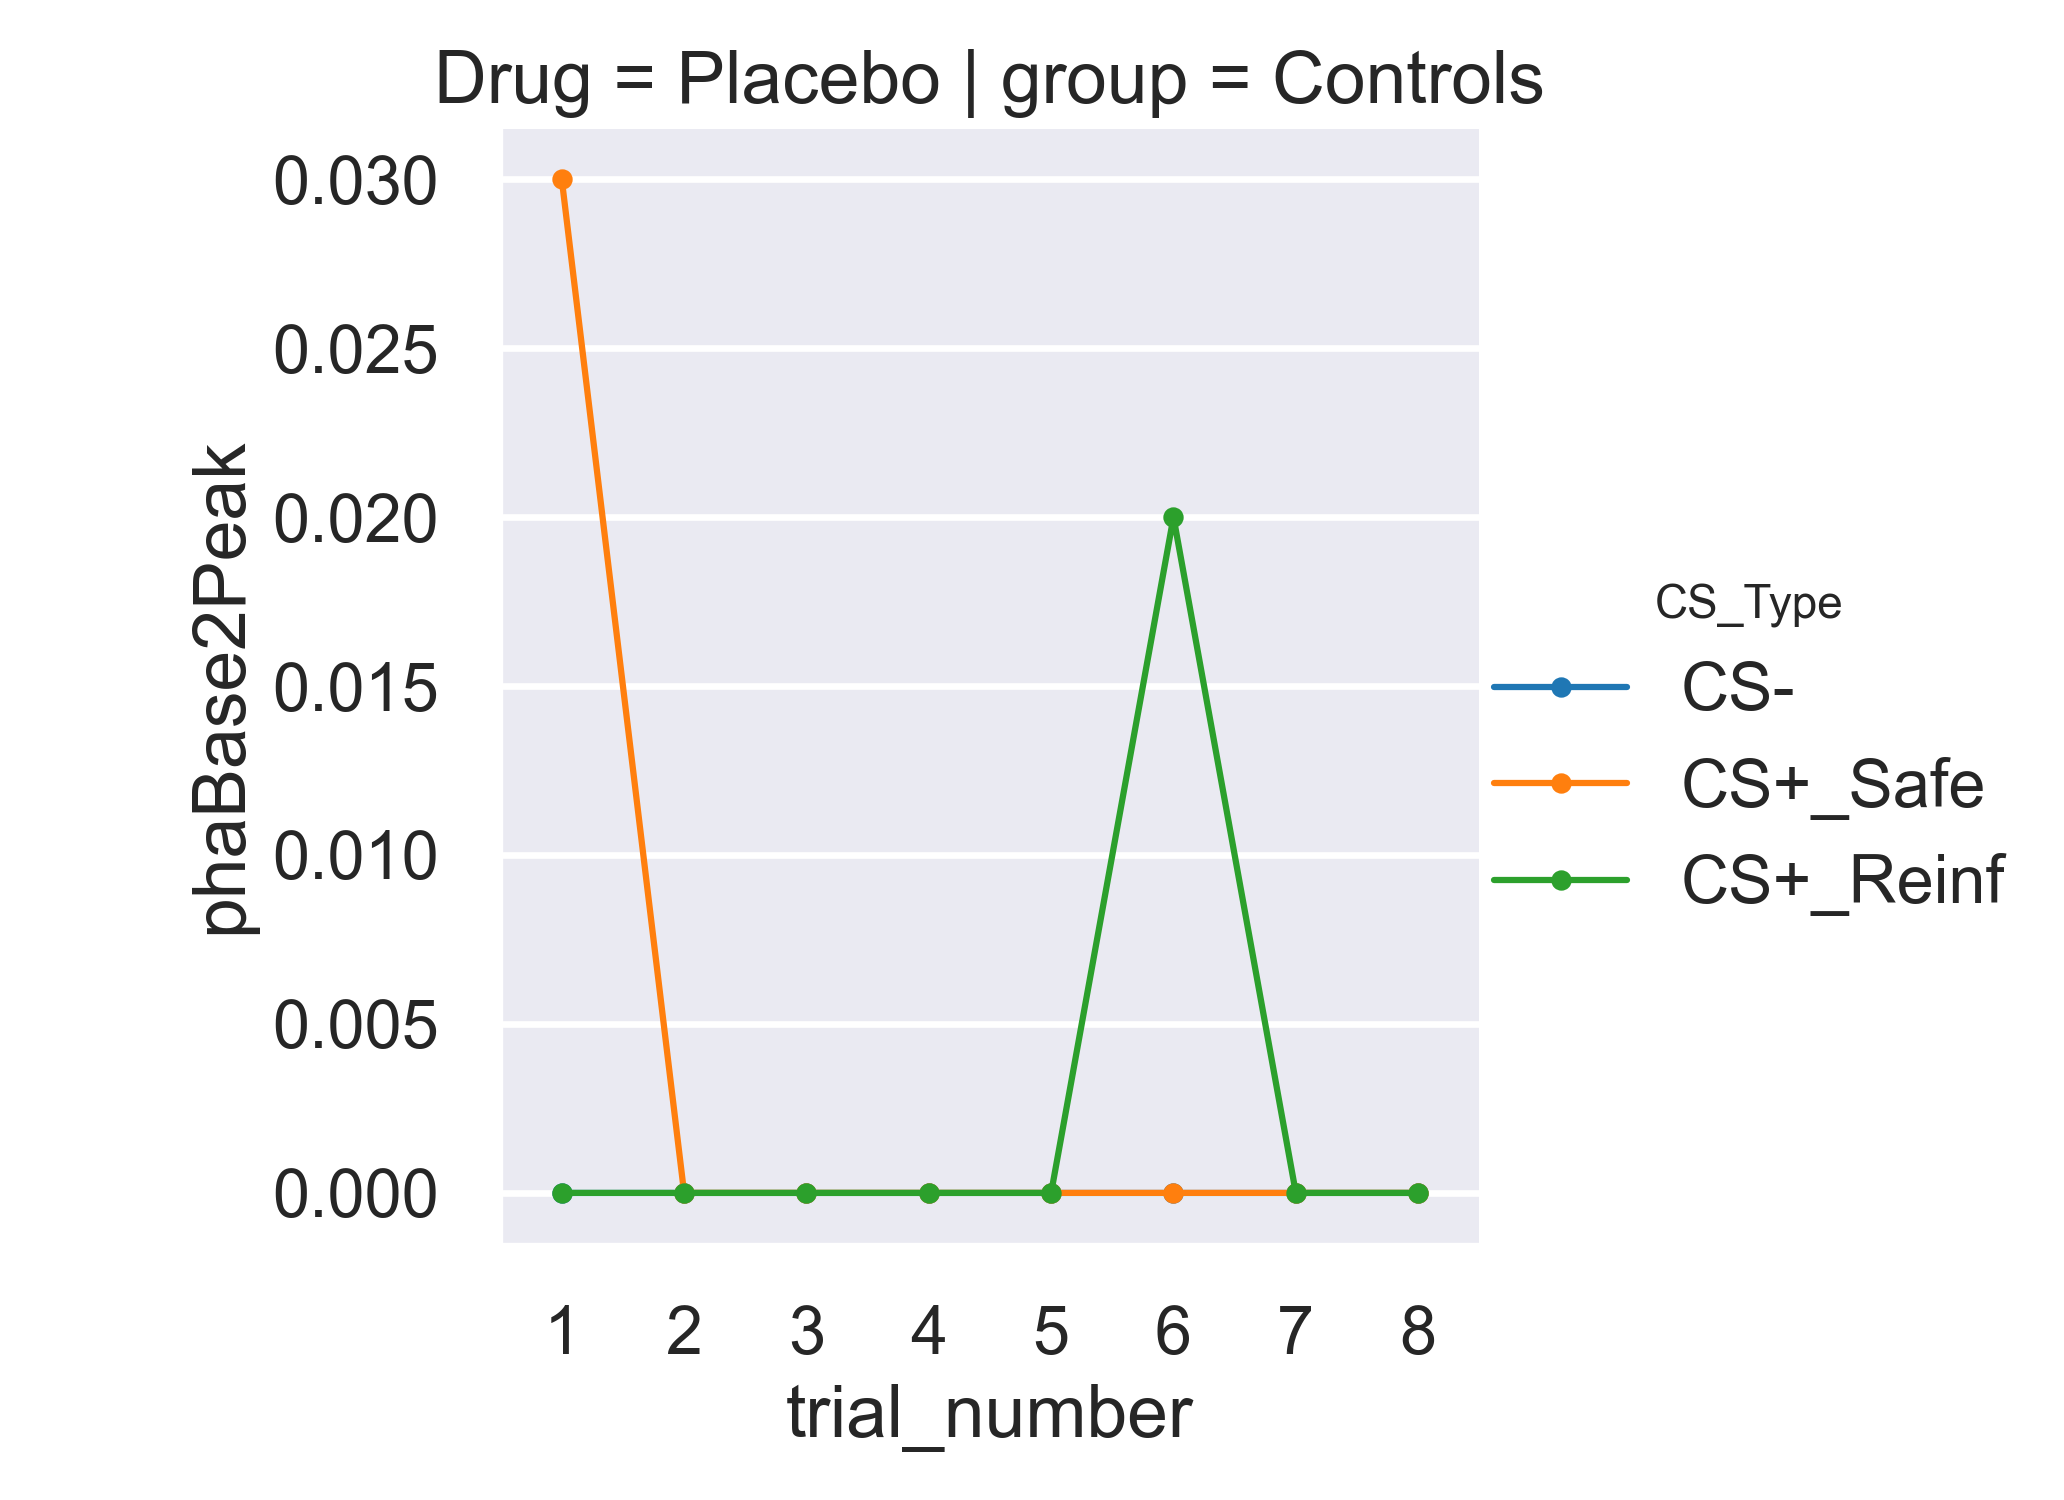 Drug = Placebo | group = Controls
0.030
0.025
0.020
0.015
0.010
0.005
0.000
phaBase2Peak
1 2 3 4 5 6 7 8
trial_number
CS_Type
CS-
CS+_Safe
CS+_Reinf